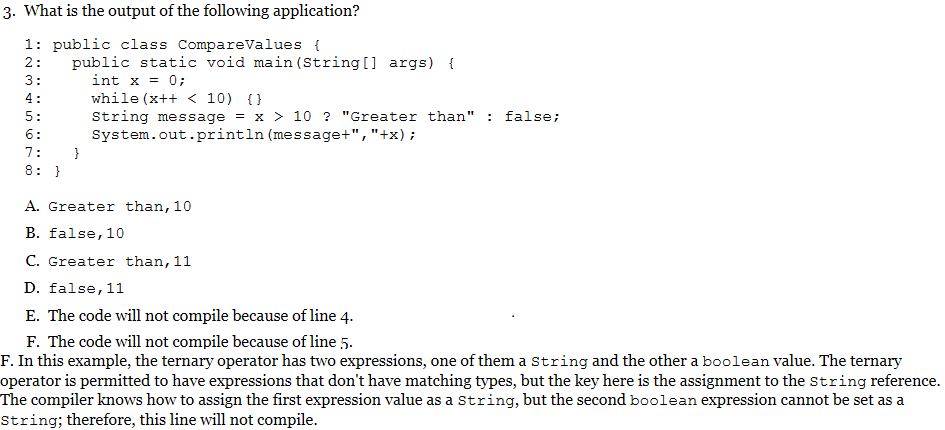 3. What is the output of the following application?
1: public class CompareValues {
2: public static void main(String[] args) {
3: int x = 0;
4: while(x++ < 10) {}
5: String message = x > 10 ? "Greater than" : false;
6: System.out.println(message+","+x);
7: }
8: }
A. Greater than,10
B. false,10
C. Greater than,11
D. false,11
E. The code will not compile because of line 4.
F. The code will not compile because of line 5.
F. In this example, the ternary operator has two expressions, one of them a String and the other a boolean value. The ternary
operator is permitted to have expressions that don't have matching types, but the key here is the assignment to the String reference.
The compiler knows how to assign the first expression value as a String, but the second boolean expression cannot be set as a
String; therefore, this line will not compile.